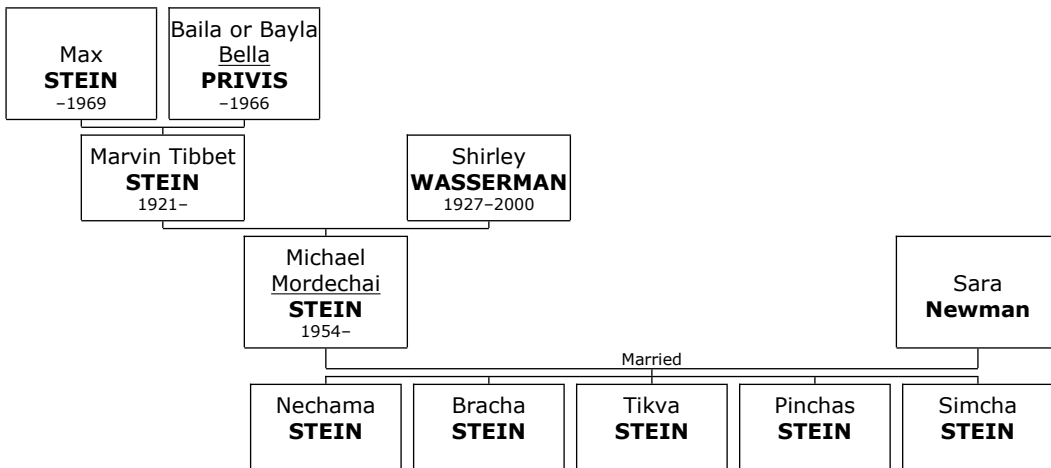 Max
STEIN
–1969
Baila or Bayla
Bella
PRIVIS
–1966
Marvin Tibbet
STEIN
1921–
Shirley
WASSERMAN
1927–2000
Michael
Mordechai
STEIN
1954–
Sara
Newman
Married
Nechama
STEIN
Bracha
STEIN
Tikva
STEIN
Pinchas
STEIN
Simcha
STEIN